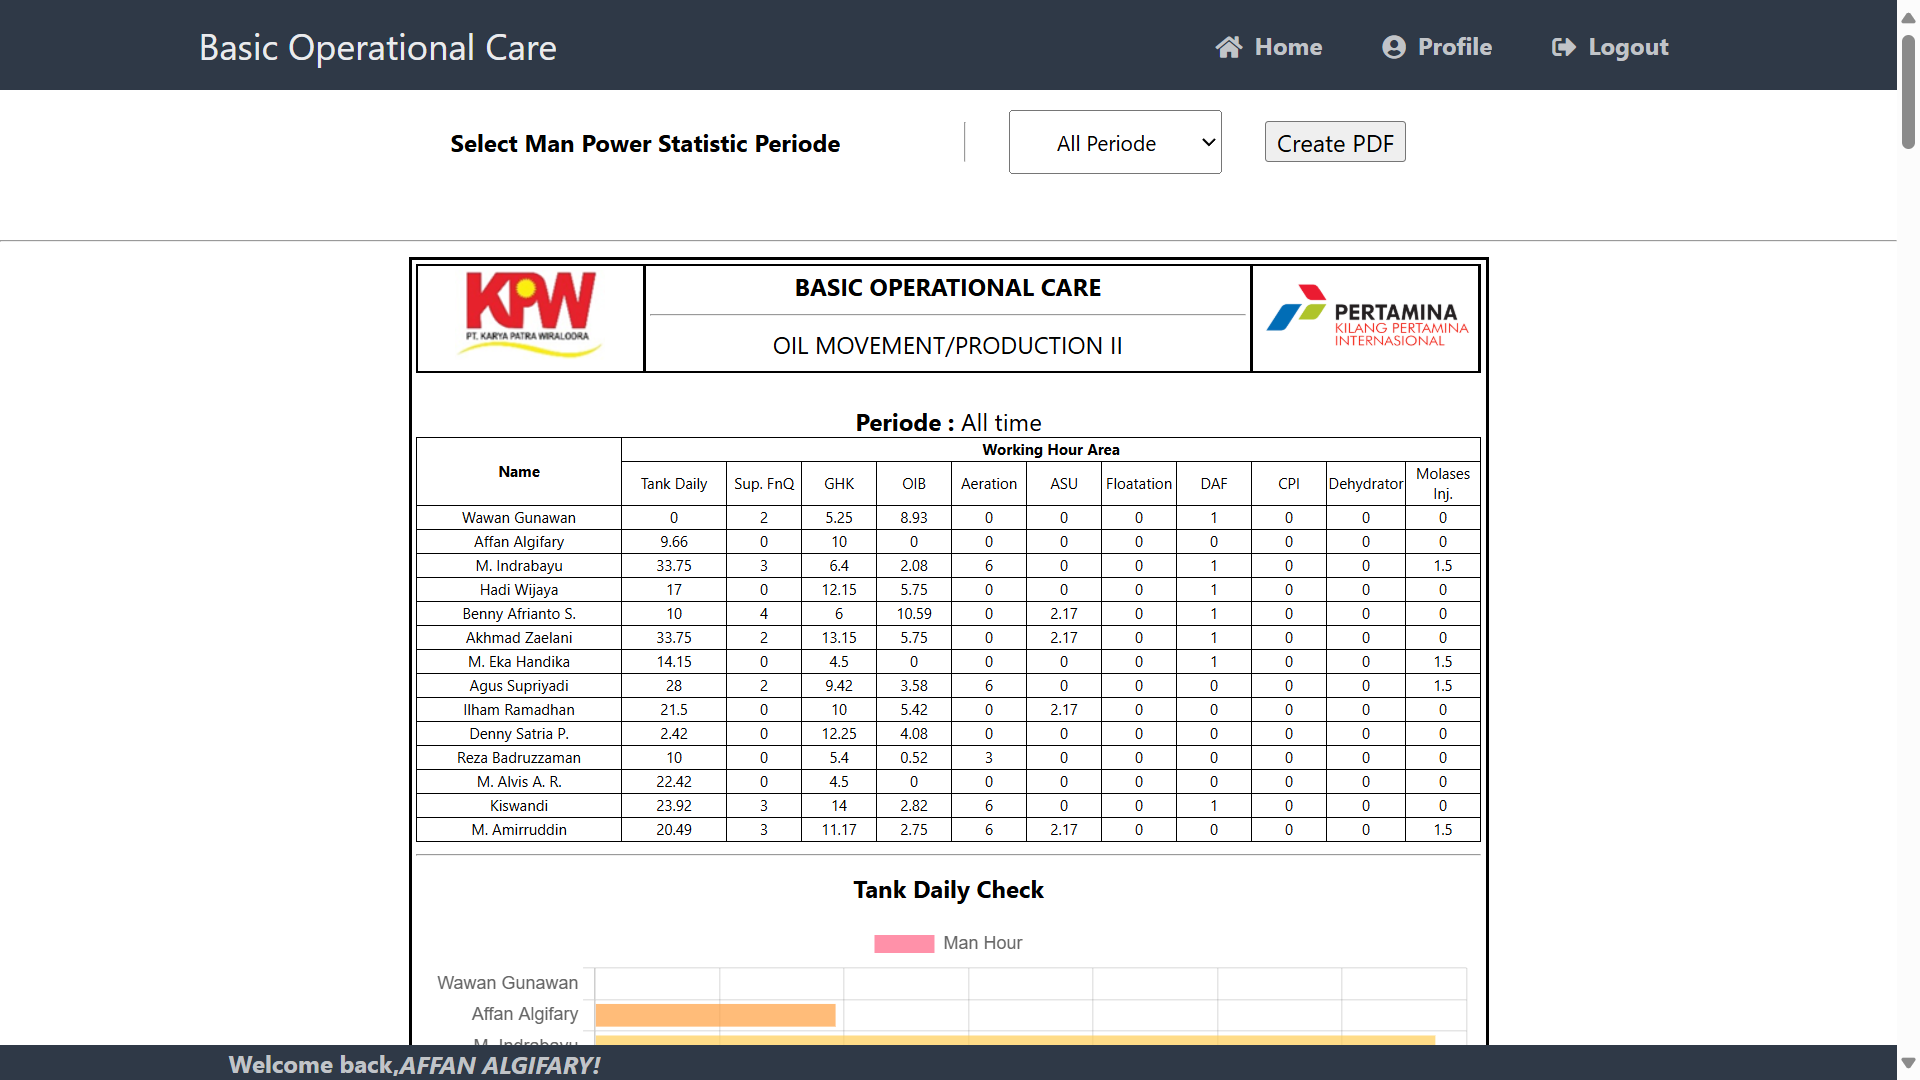 Basic Operational Care
Home
Profile
Logout
Select Man Power Statistic Periode
All Periode
Create PDF
KPW
PT. KARYA PATRA WIRALODRA
BASIC OPERATIONAL CARE
OIL MOVEMENT/PRODUCTION II
PERTAMINA
KILANG PERTAMINA
INTERNASIONAL
Periode : All time
Name
Working Hour Area
Tank Daily Sup. FnQ GHK OIB Aeration ASU Floatation DAF CPI Dehydrator Molases Inj.
Wawan Gunawan 0 2 5.25 8.93 0 0 0 1 0 0 0
Affan Algifary 9.66 0 10 0 0 0 0 0 0 0 0
M. Indrabayu 33.75 3 6.4 2.08 6 0 0 1 0 0 1.5
Hadi Wijaya 17 0 12.15 5.75 0 0 0 1 0 0 0
Benny Afrianto S. 10 4 6 10.59 0 2.17 0 1 0 0 0
Akhmad Zaelani 33.75 2 13.15 5.75 0 2.17 0 1 0 0 0
M. Eka Handika 14.15 0 4.5 0 0 0 0 1 0 0 1.5
Agus Supriyadi 28 2 9.42 3.58 6 0 0 0 0 0 1.5
Ilham Ramadhan 21.5 0 10 5.42 0 2.17 0 0 0 0 0
Denny Satria P. 2.42 0 12.25 4.08 0 0 0 0 0 0 0
Reza Badruzzaman 10 0 5.4 0.52 3 0 0 0 0 0 0
M. Alvis A. R. 22.42 0 4.5 0 0 0 0 0 0 0 0
Kiswandi 23.92 3 14 2.82 6 0 0 1 0 0 0
M. Amirruddin 20.49 3 11.17 2.75 6 2.17 0 0 0 0 1.5
Tank Daily Check
Man Hour
Wawan Gunawan
Affan Algifary
M. Indrabayu
Welcome back,AFFAN ALGIFARY!